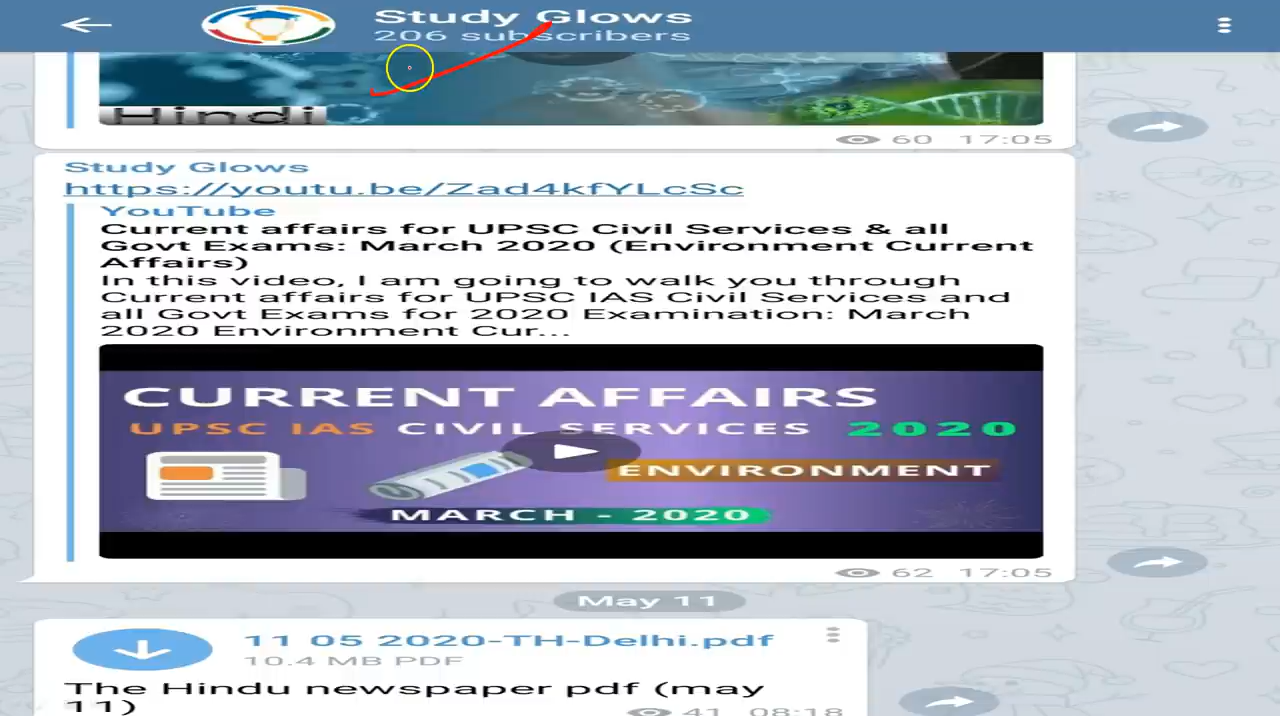 Study Glows
206 subscribers
Hindi
60 17:05
Study Glows
https://youtu.be/Zad4kfYLcSc
YouTube
Current affairs for UPSC Civil Services & all
Govt Exams: March 2020 (Environment Current
Affairs)
In this video, I am going to walk you through
Current affairs for UPSC IAS Civil Services and
all Govt Exams for 2020 Examination: March
2020 Environment Cur...
CURRENT AFFAIRS
UPSC IAS CIVIL SERVICES 2020
ENVIRONMENT
MARCH - 2020
62 17:05
May 11
11 05 2020-TH-Delhi.pdf
10.4 MB PDF
The Hindu newspaper pdf (may
11)
41 08:18